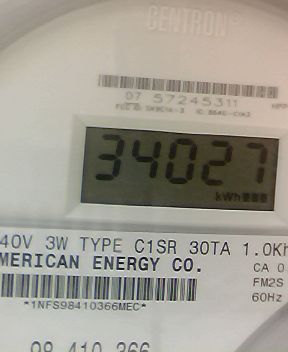 CENTRON®
07 57245311
34027
kWh
40V 3W TYPE C1SR 30TA 1.0Kh
MERICAN ENERGY CO.
CA 0.
FM2S
60Hz
*1NFS98410366MEC*
98 410 366